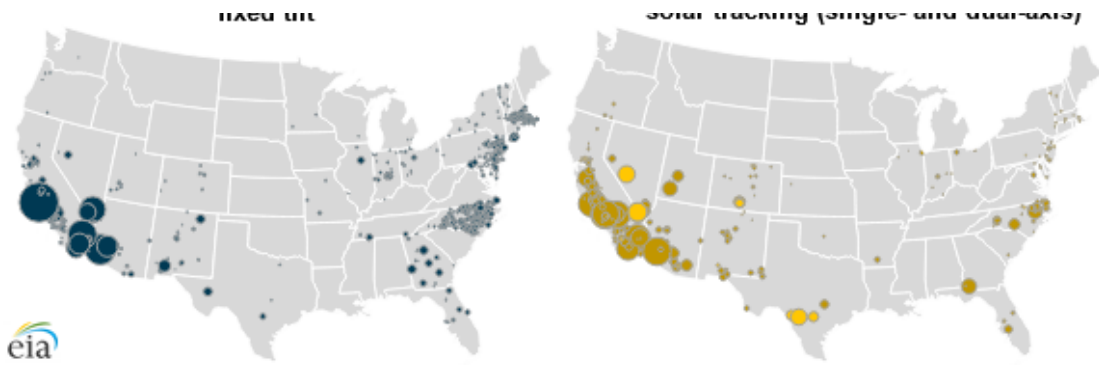 fixed tilt
solar tracking (single- and dual-axis)
eia